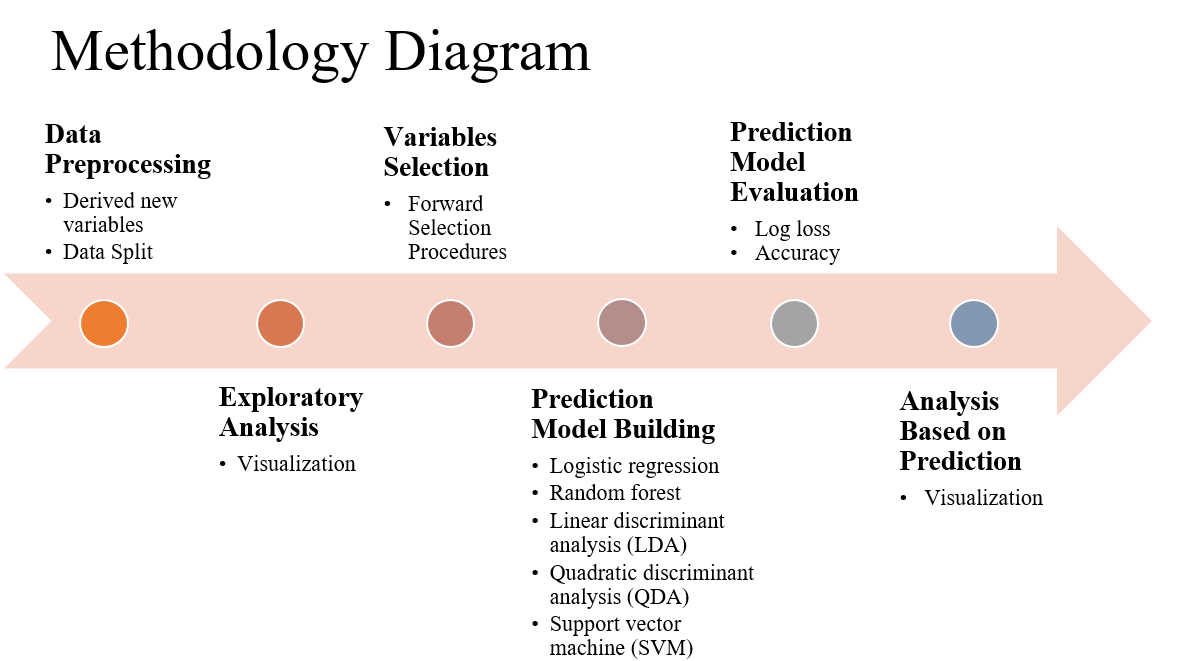 Methodology Diagram
Data
Preprocessing
• Derived new
variables
• Data Split
Exploratory
Analysis
• Visualization
Variables
Selection
• Forward
Selection
Procedures
Prediction
Model Building
• Logistic regression
• Random forest
• Linear discriminant
analysis (LDA)
• Quadratic discriminant
analysis (QDA)
• Support vector
machine (SVM)
Prediction
Model
Evaluation
• Log loss
• Accuracy
Analysis
Based on
Prediction
• Visualization